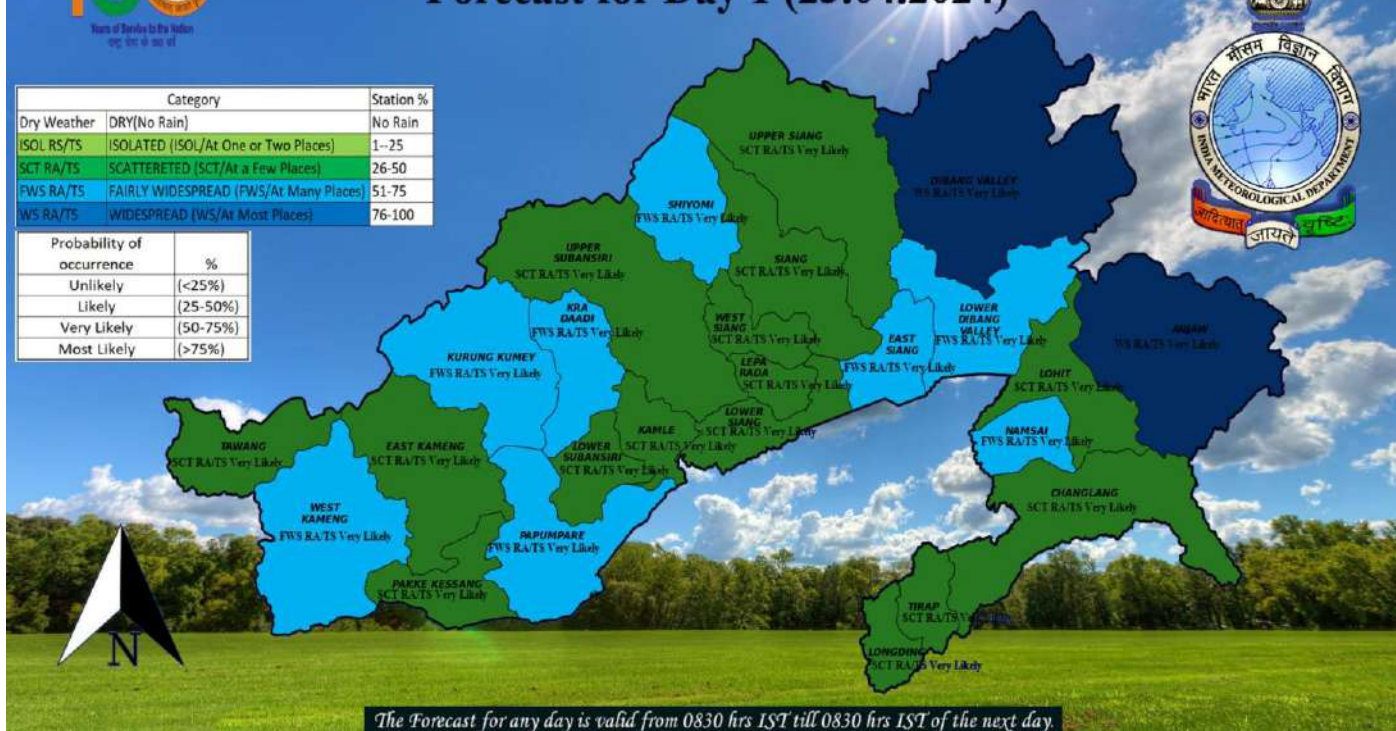 Forecast for Day 1 (25.04.2024)
Years of Service to the Nation
राष्ट्र सेवा के 150 वर्ष
Category Station %
Dry Weather DRY(No Rain) No Rain
ISOL RS/TS ISOLATED (ISOL/At One or Two Places) 1--25
SCT RA/TS SCATTERETED (SCT/At a Few Places) 26-50
FWS RA/TS FAIRLY WIDESPREAD (FWS/At Many Places) 51-75
WS RA/TS WIDESPREAD (WS/At Most Places) 76-100
Probability of
occurrence %
Unlikely (<25%)
Likely (25-50%)
Very Likely (50-75%)
Most Likely (>75%)
भारत मौसम विज्ञान विभाग
INDIA METEOROLOGICAL DEPARTMENT
आदित्यात् जायते वृष्टि:
UPPER SIANG
SCT RA/TS Very Likely
DIBANG VALLEY
WS RA/TS Very Likely
SHIYOMI
FWS RA/TS Very Likely
UPPER
SUBANSIRI
SCT RA/TS Very Likely
SIANG
SCT RA/TS Very Likely
KRA
DAADI
FWS RA/TS Very Likely
WEST
SIANG
SCT RA/TS Very Likely
LOWER
DIBANG
VALLEY
FWS RA/TS Very Likely
EAST
SIANG
FWS RA/TS Very Likely
ANJAW
WS RA/TS Very Likely
KURUNG KUMEY
FWS RA/TS Very Likely
LEPA
RADA
SCT RA/TS Very Likely
LOHIT
SCT RA/TS Very Likely
LOWER
SIANG
SCT RA/TS Very Likely
KAMLE
SCT RA/TS Very Likely
NAMSAI
FWS RA/TS Very Likely
TAWANG
SCT RA/TS Very Likely
EAST KAMENG
SCT RA/TS Very Likely
LOWER
SUBANSIRI
SCT RA/TS Very Likely
CHANGLANG
SCT RA/TS Very Likely
WEST
KAMENG
FWS RA/TS Very Likely
PAPUMPARE
FWS RA/TS Very Likely
PAKKE KESSANG
SCT RA/TS Very Likely
TIRAP
SCT RA/TS Very Likely
LONGDING
SCT RA/TS Very Likely
N
The Forecast for any day is valid from 0830 hrs IST till 0830 hrs IST of the next day.